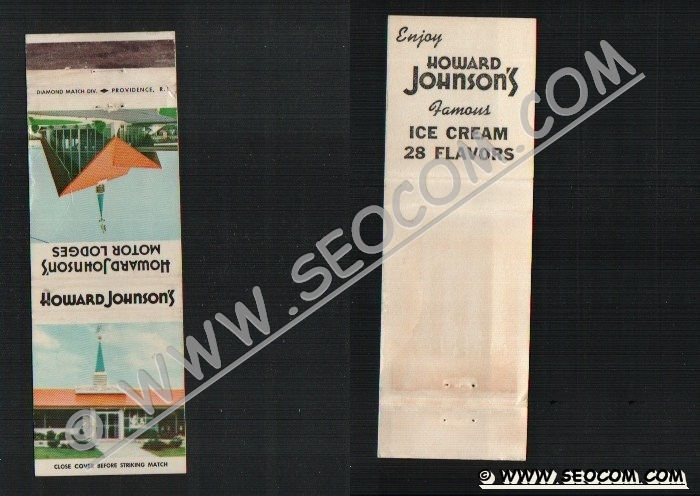 DIAMOND MATCH DIV. PROVIDENCE, R.
MOTOR LODGES
HOWARD JOHNSON'S
HOWARD JOHNSON'S
CLOSE COVER BEFORE STRIKING MATCH
Enjoy
HOWARD
JOHNSON'S
Famous
ICE CREAM
28 FLAVORS
© WWW.SEOCOM.COM
© WWW.SEOCOM.COM